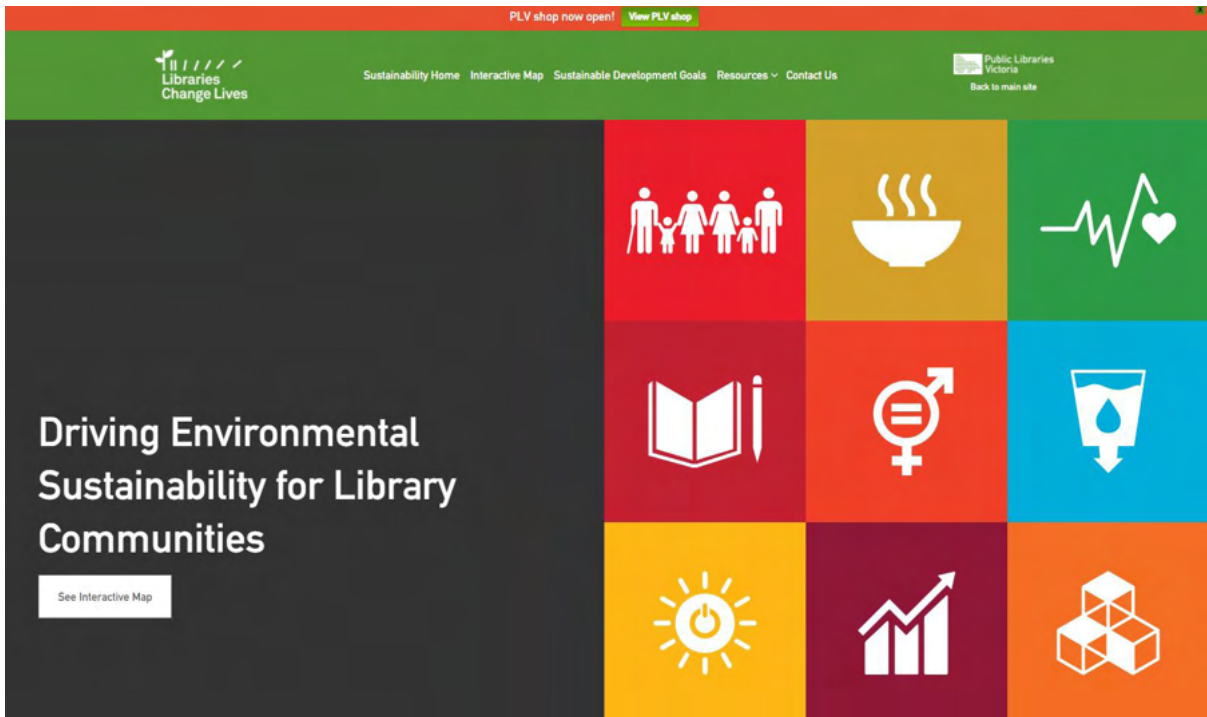 PLV shop now open! View PLV shop
X
Libraries
Change Lives
Sustainability Home Interactive Map Sustainable Development Goals Resources Contact Us
Public Libraries
Victoria
Back to main site
Driving Environmental
Sustainability for Library
Communities
See Interactive Map